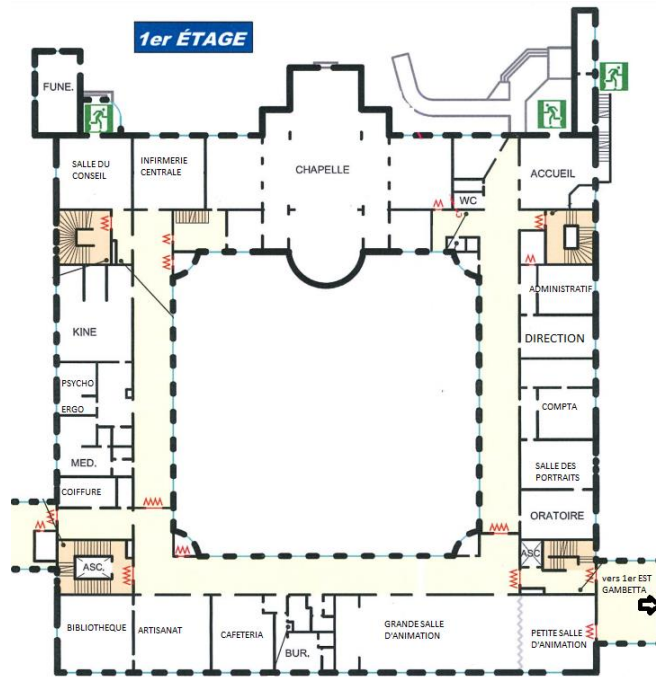 1er ÉTAGE
FUNE.
SALLE DU
CONSEIL
INFIRMERIE
CENTRALE
CHAPELLE
WC
ACCUEIL
ADMINISTRATIF
KINE
DIRECTION
PSYCHO
ERGO
COMPTA
MED.
SALLE DES
PORTRAITS
COIFFURE
ORATOIRE
ASC.
ASC
vers 1er EST
GAMBETTA
BIBLIOTHEQUE
ARTISANAT
CAFETERIA
BUR.
GRANDE SALLE
D'ANIMATION
PETITE SALLE
D'ANIMATION